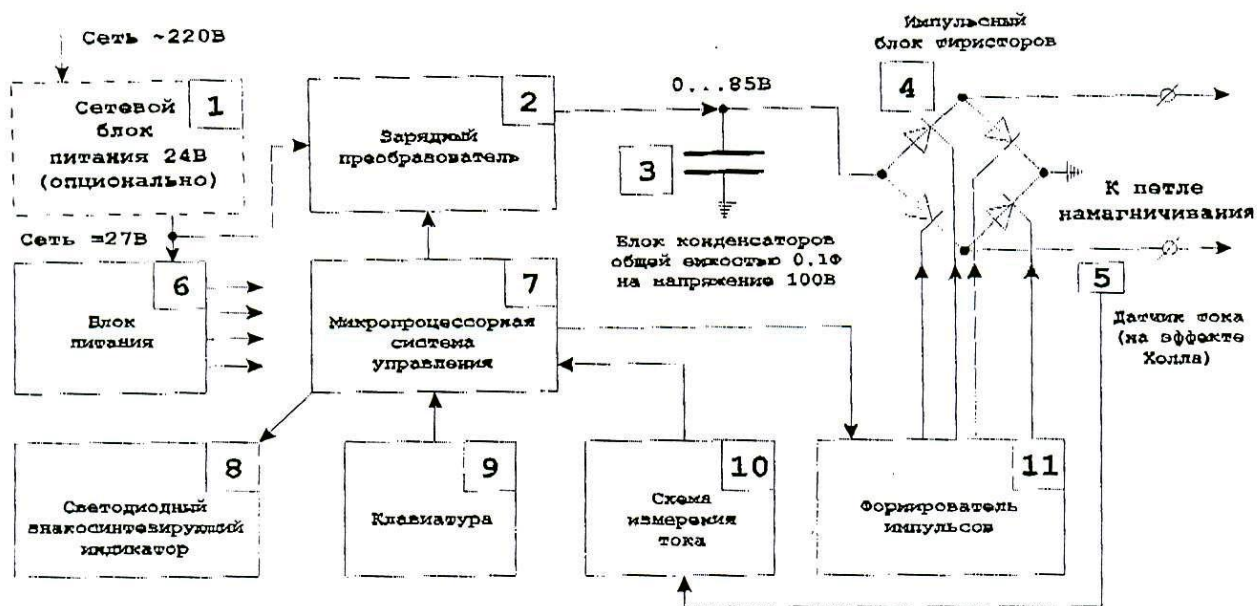 Сеть ~220В
1
Сетевой
блок
питания 24В
(опционально)
2
Зарядный
преобразователь
0...85В
3
Блок конденсаторов
общей емкостью 0.1Ф
на напряжение 100В
Импульсный
блок тиристоров
4
К петле
намагничивания
5
Датчик тока
(на эффекте
Холла)
Сеть =27В
6
Блок
питания
7
Микропроцессорная
система
управления
8
Светодиодный
знакосинтезирующий
индикатор
9
Клавиатура
10
Схема
измерения
тока
11
Формирователь
импульсов